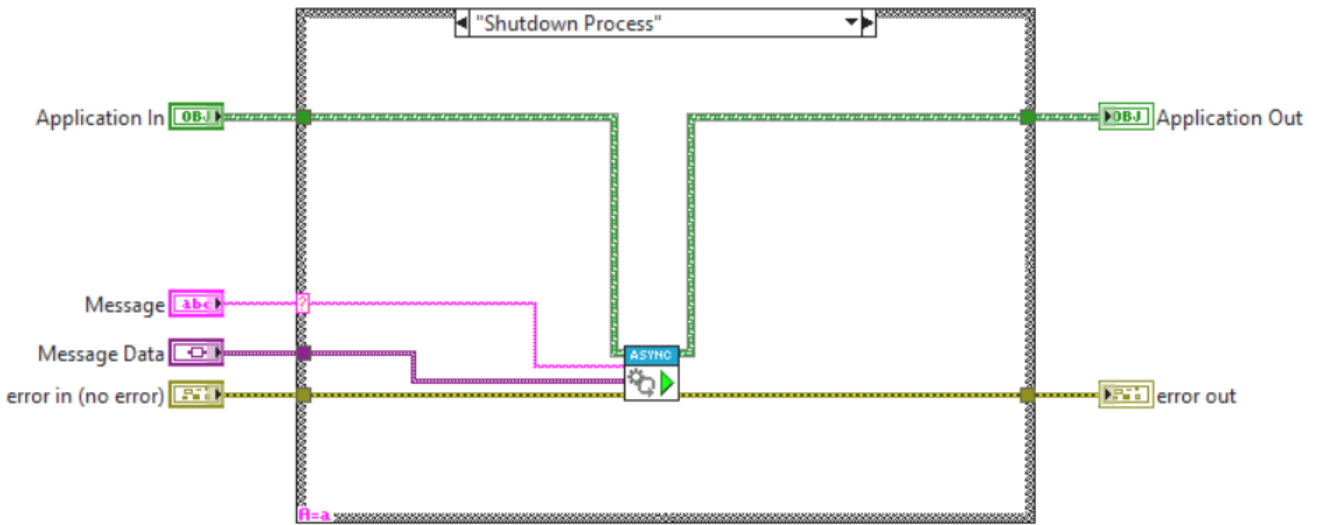 "Shutdown Process"
Application In
OBJ
OBJ
Application Out
Message
abc
?
Message Data
ASYNC
error in (no error)
error out
A=a